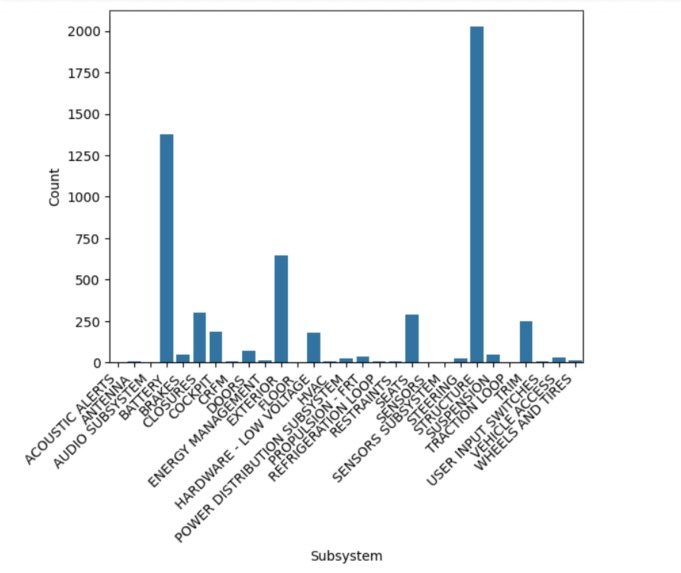 2000
1750
1500
1250
1000
750
500
250
0
Count
ACOUSTIC ALERTS
ANTENNA
AUDIO SUBSYSTEM
BATTERY
BRAKES
CLOSURES
COCKPIT
CRFM
DOORS
ENERGY MANAGEMENT
EXTERIOR
FLOOR
HARDWARE - LOW VOLTAGE
HVAC
POWER DISTRIBUTION SUBSYSTEM
PROPULSION - TRT
REFRIGERATION LOOP
RESTRAINTS
SEATS
SENSORS
SENSORS SUBSYSTEM
STEERING
STRUCTURE
SUSPENSION
TRACTION LOOP
TRIM
USER INPUT SWITCHES
VEHICLE ACCESS
WHEELS AND TIRES
Subsystem